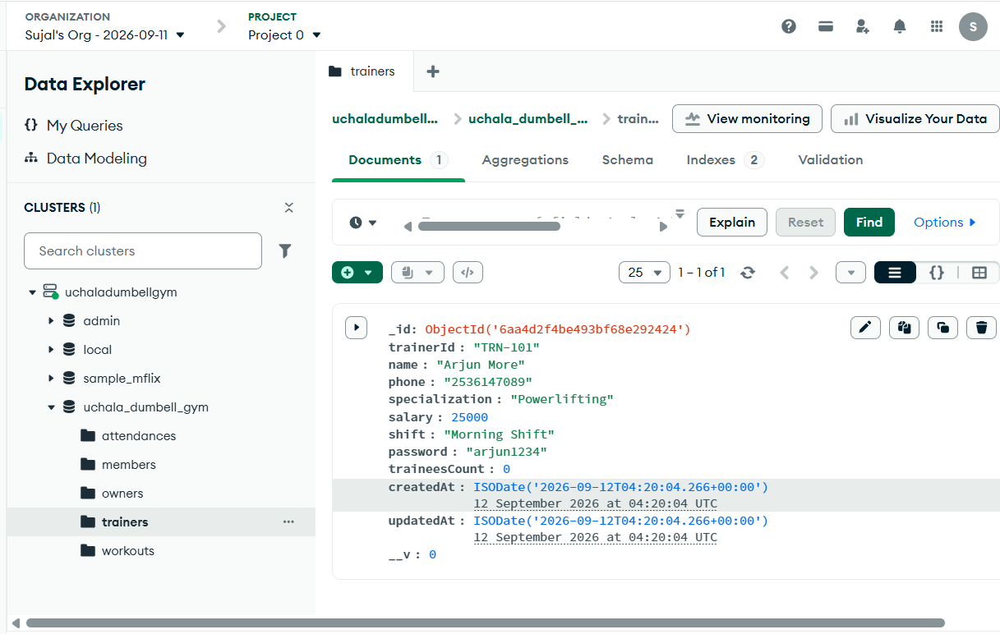 ORGANIZATION
Sujal's Org - 2026-09-11
PROJECT
Project 0
S
Data Explorer
My Queries
Data Modeling
CLUSTERS (1)
Search clusters
uchaladumbellgym
admin
local
sample_mflix
uchala_dumbell_gym
attendances
members
owners
trainers
workouts
trainers
uchaladumbell... uchala_dumbell_... train...
View monitoring
Visualize Your Data
Documents 1 Aggregations Schema Indexes 2 Validation
Explain Reset Find Options
25 1 – 1 of 1
_id: ObjectId('6aa4d2f4be493bf68e292424')
trainerId : "TRN-101"
name : "Arjun More"
phone : "2536147089"
specialization : "Powerlifting"
salary : 25000
shift : "Morning Shift"
password : "arjun1234"
traineesCount : 0
createdAt : ISODate('2026-09-12T04:20:04.266+00:00')
12 September 2026 at 04:20:04 UTC
updatedAt : ISODate('2026-09-12T04:20:04.266+00:00')
12 September 2026 at 04:20:04 UTC
__v : 0